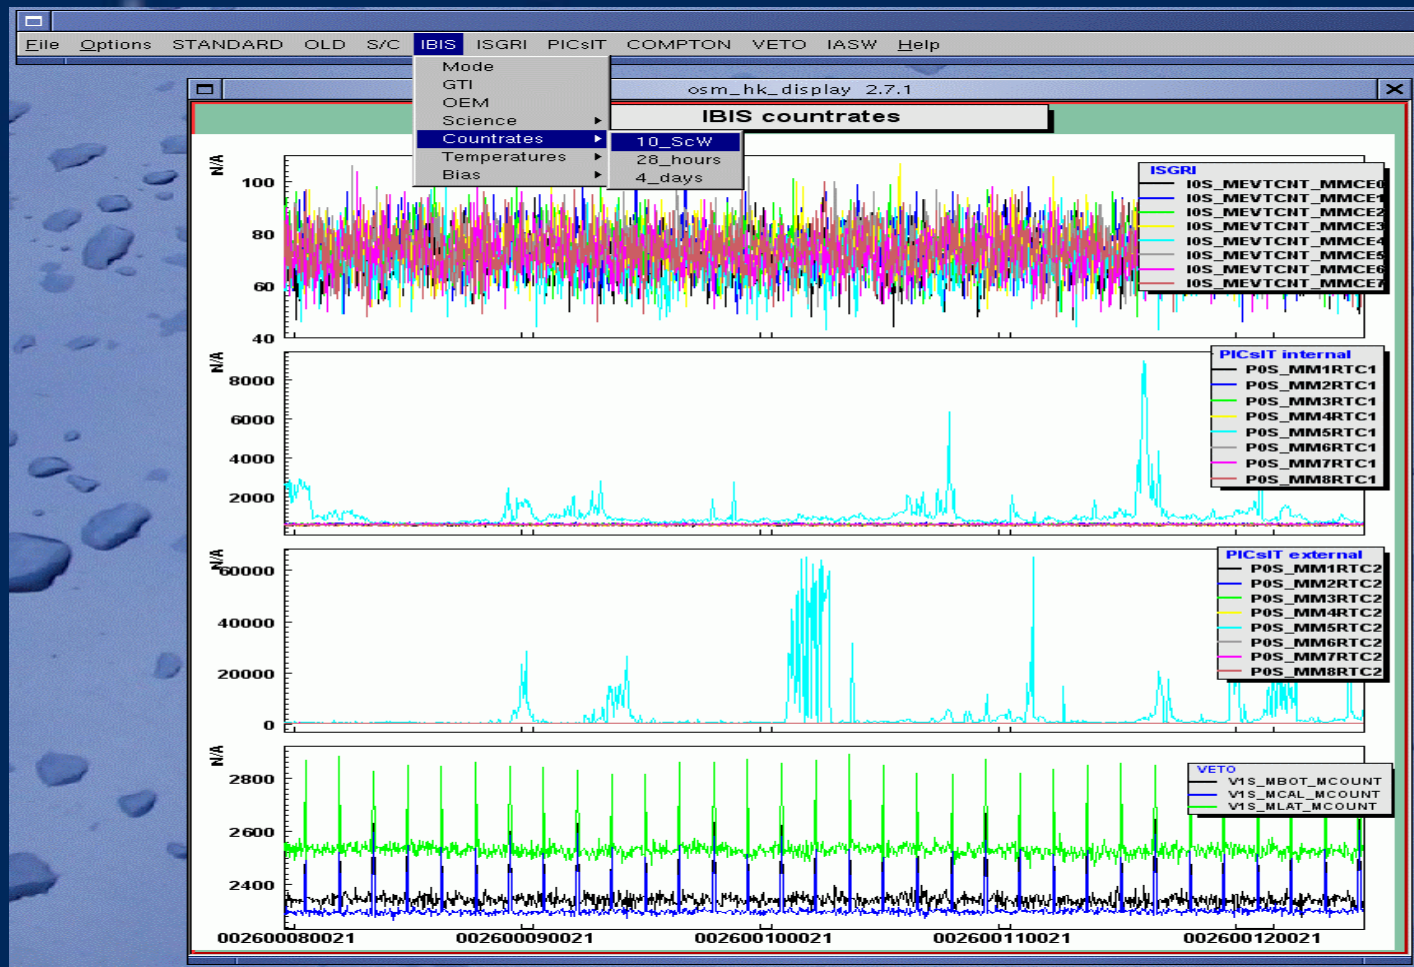 File Options STANDARD OLD S/C IBIS ISGRI PICsIT COMPTON VETO IASW Help
Mode
GTI
OEM
Science
Countrates
Temperatures
Bias
10_ScW
28_hours
4_days
osm_hk_display 2.7.1
IBIS countrates
N/A
100
80
60
40
ISGRI
I0S_MEVTCNT_MMCE0
I0S_MEVTCNT_MMCE1
I0S_MEVTCNT_MMCE2
I0S_MEVTCNT_MMCE3
I0S_MEVTCNT_MMCE4
I0S_MEVTCNT_MMCE5
I0S_MEVTCNT_MMCE6
I0S_MEVTCNT_MMCE7
N/A
8000
6000
4000
2000
PICsIT internal
P0S_MM1RTC1
P0S_MM2RTC1
P0S_MM3RTC1
P0S_MM4RTC1
P0S_MM5RTC1
P0S_MM6RTC1
P0S_MM7RTC1
P0S_MM8RTC1
N/A
60000
40000
20000
0
PICsIT external
P0S_MM1RTC2
P0S_MM2RTC2
P0S_MM3RTC2
P0S_MM4RTC2
P0S_MM5RTC2
P0S_MM6RTC2
P0S_MM7RTC2
P0S_MM8RTC2
N/A
2800
2600
2400
VETO
V1S_MBOT_MCOUNT
V1S_MCAL_MCOUNT
V1S_MLAT_MCOUNT
002600080021 002600090021 002600100021 002600110021 002600120021